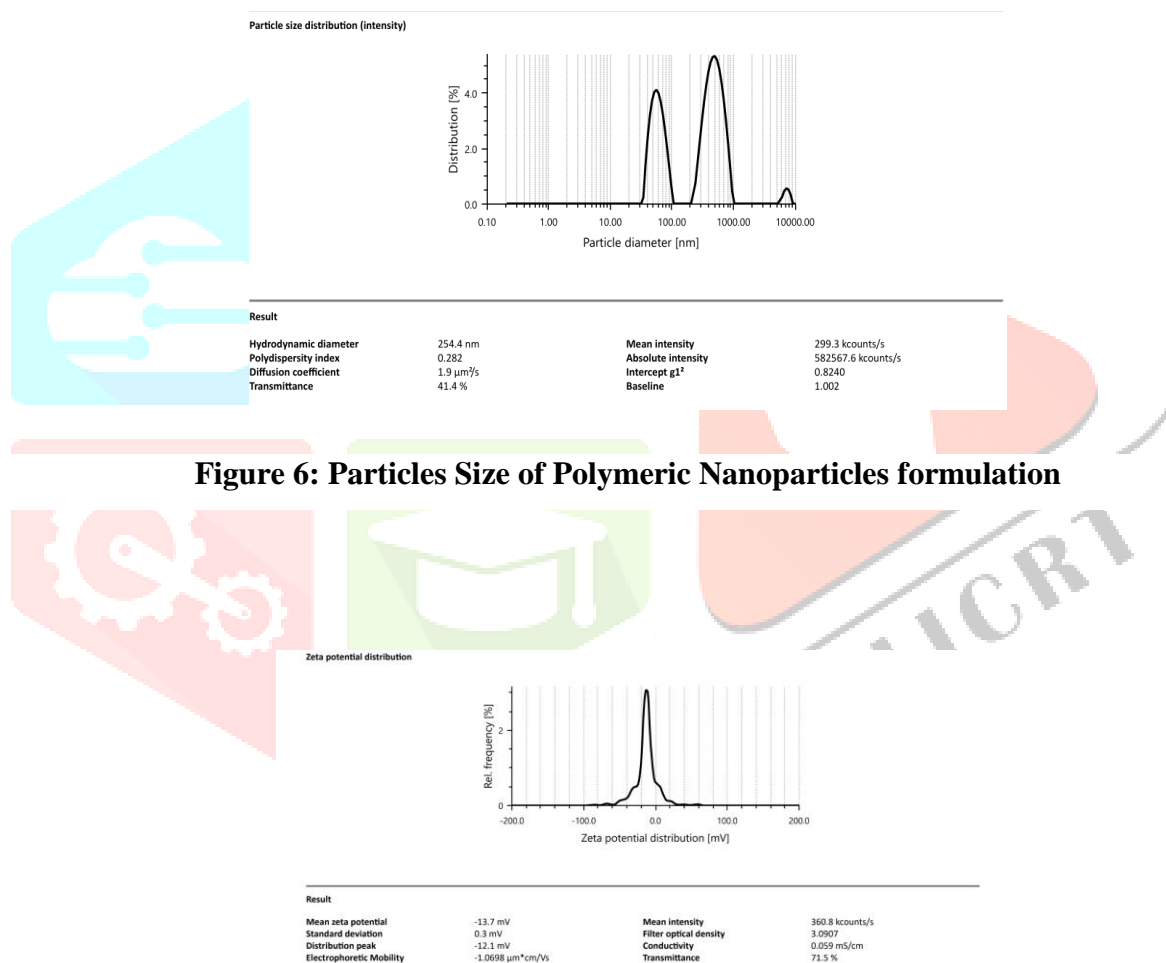 Particle size distribution (intensity)
Distribution [%]
4.0
2.0
0.0
0.10 1.00 10.00 100.00 1000.00 10000.00
Particle diameter [nm]
Result
Hydrodynamic diameter 254.4 nm Mean intensity 299.3 kcounts/s
Polydispersity index 0.282 Absolute intensity 582567.6 kcounts/s
Diffusion coefficient 1.9 µm²/s Intercept g1² 0.8240
Transmittance 41.4 % Baseline 1.002
Figure 6: Particles Size of Polymeric Nanoparticles formulation
IJCRT
Zeta potential distribution
Rel. frequency [%]
2
0
-200.0 -100.0 0.0 100.0 200.0
Zeta potential distribution [mV]
Result
Mean zeta potential -13.7 mV Mean intensity 360.8 kcounts/s
Standard deviation 0.3 mV Filter optical density 3.0907
Distribution peak -12.1 mV Conductivity 0.059 mS/cm
Electrophoretic Mobility -1.0698 µm*cm/Vs Transmittance 71.5 %